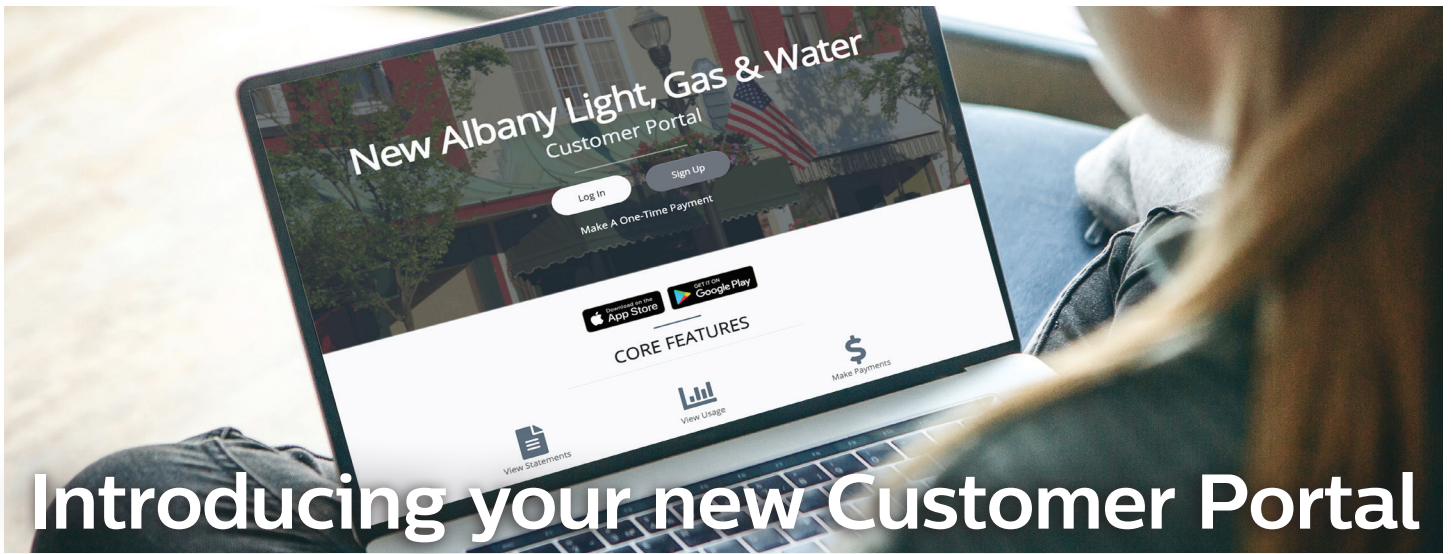 New Albany Light, Gas & Water
Customer Portal
Log In
Sign Up
Make A One-Time Payment
Download on the
App Store
GET IT ON
Google Play
CORE FEATURES
View Statements
View Usage
Make Payments
Introducing your new Customer Portal